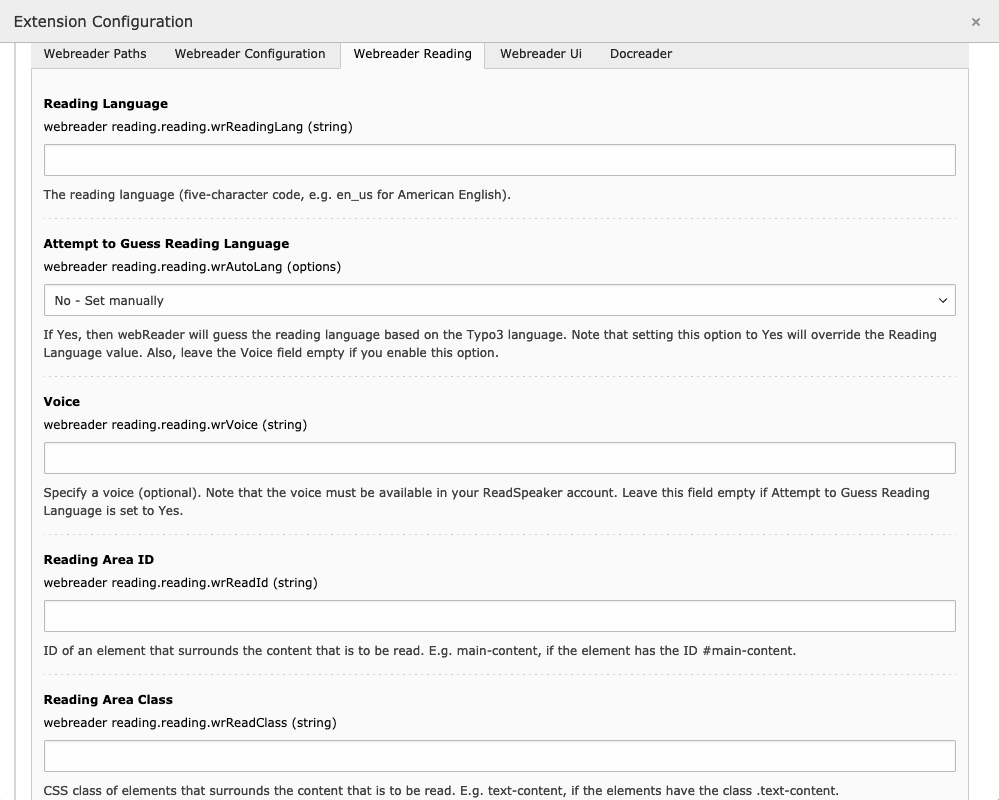 Extension Configuration
×
Webreader Paths Webreader Configuration Webreader Reading Webreader Ui Docreader
Reading Language
webreader reading.reading.wrReadingLang (string)
The reading language (five-character code, e.g. en_us for American English).
Attempt to Guess Reading Language
webreader reading.reading.wrAutoLang (options)
No - Set manually
If Yes, then webReader will guess the reading language based on the Typo3 language. Note that setting this option to Yes will override the Reading
Language value. Also, leave the Voice field empty if you enable this option.
Voice
webreader reading.reading.wrVoice (string)
Specify a voice (optional). Note that the voice must be available in your ReadSpeaker account. Leave this field empty if Attempt to Guess Reading
Language is set to Yes.
Reading Area ID
webreader reading.reading.wrReadId (string)
ID of an element that surrounds the content that is to be read. E.g. main-content, if the element has the ID #main-content.
Reading Area Class
webreader reading.reading.wrReadClass (string)
CSS class of elements that surrounds the content that is to be read. E.g. text-content, if the elements have the class .text-content.